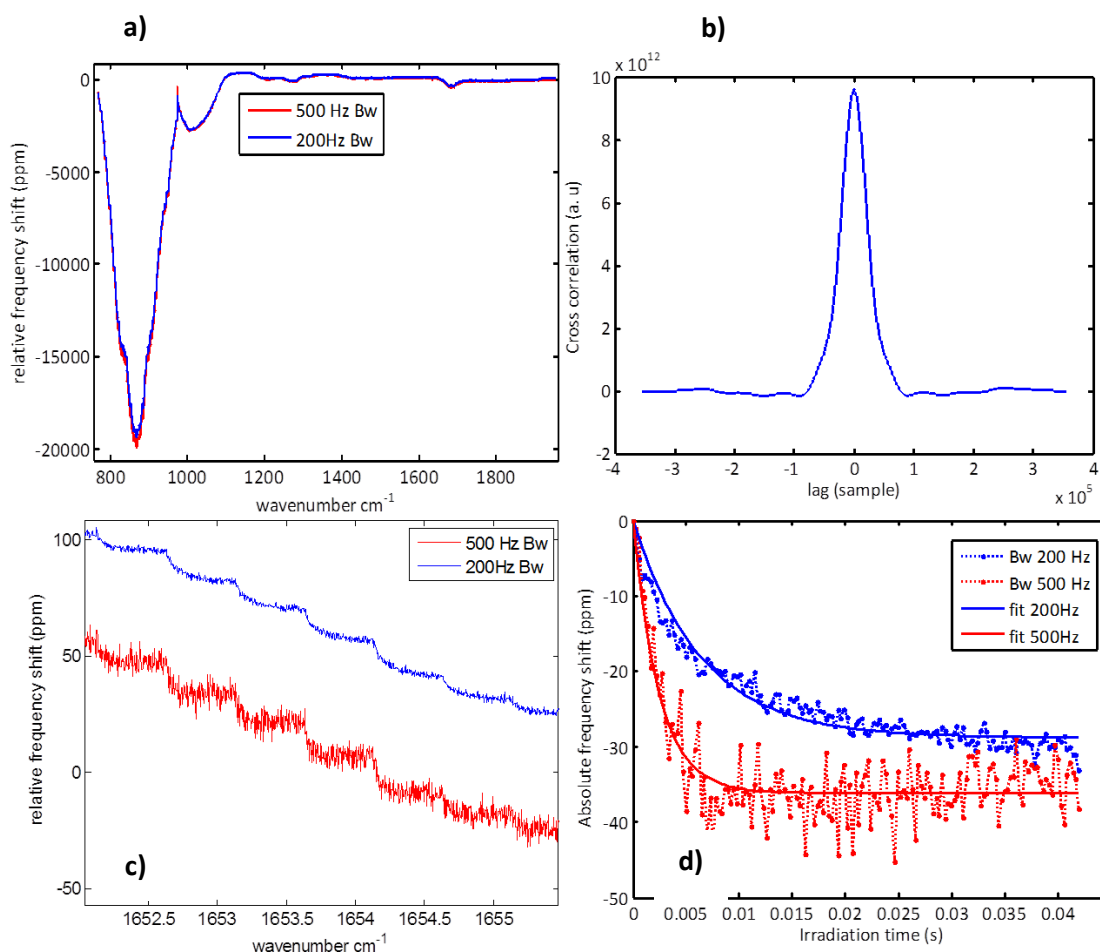 a)
0
-5000
-10000
-15000
-20000
800 1000 1200 1400 1600 1800
relative frequency shift (ppm)
wavenumber cm-1
500 Hz Bw
200Hz Bw
b)
x 10^12
10
8
6
4
2
0
-2
-4 -3 -2 -1 0 1 2 3 4
x 10^5
Cross correlation (a. u)
lag (sample)
100
50
0
-50
1652.5 1653 1653.5 1654 1654.5 1655
relative frequency shift (ppm)
wavenumber cm-1
500 Hz Bw
200Hz Bw
c)
0
-10
-20
-30
-40
-50
0 0.005 0.01 0.015 0.02 0.025 0.03 0.035 0.04
Absolute frequency shift (ppm)
Irradiation time (s)
Bw 200 Hz
Bw 500 Hz
fit 200Hz
fit 500Hz
d)